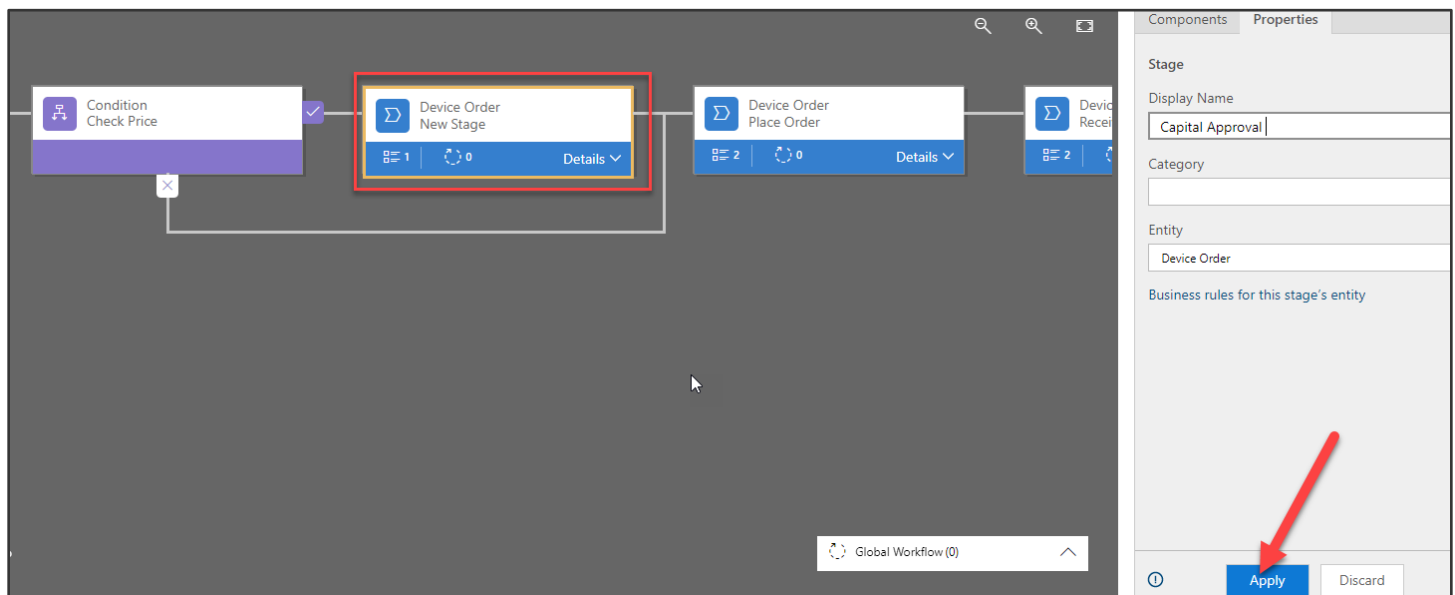 Components Properties
Stage
Display Name
Capital Approval
Category
Entity
Device Order
Business rules for this stage's entity
Apply Discard
Condition
Check Price
Device Order
New Stage
1 0 Details
Device Order
Place Order
2 0 Details
Devic
Recei
2
Global Workflow (0)